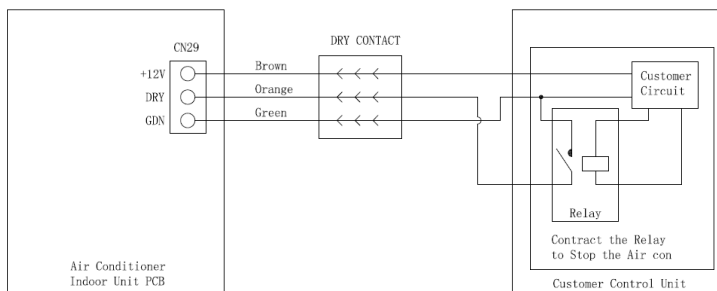 CN29
+12V
DRY
GDN
Brown
Orange
Green
DRY CONTACT
Customer
Circuit
Relay
Contract the Relay
to Stop the Air con
Air Conditioner
Indoor Unit PCB
Customer Control Unit